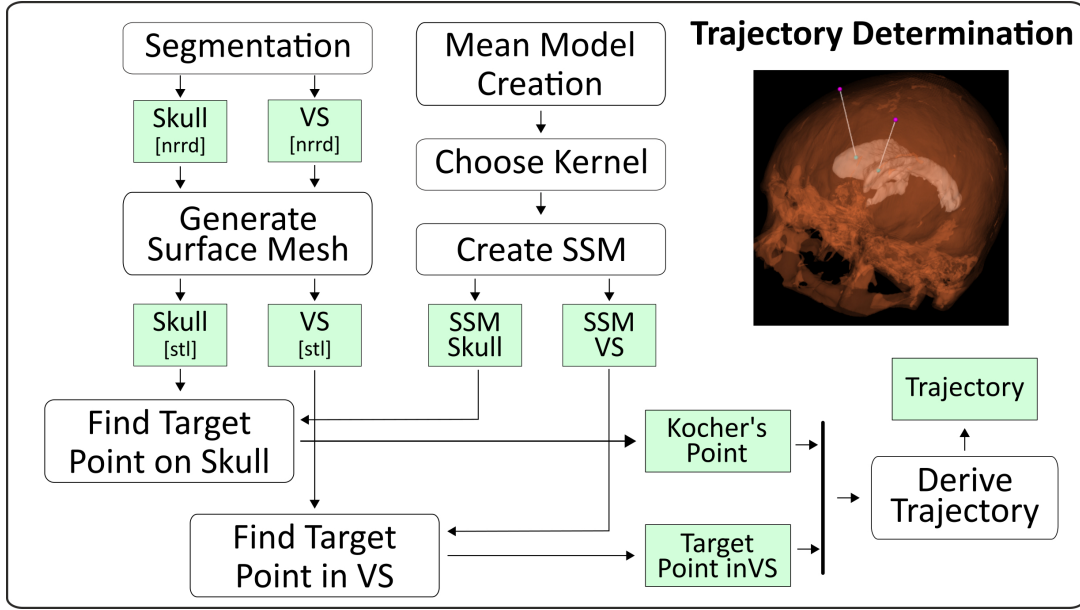 Trajectory Determination
Segmentation
Skull
[nrrd]
VS
[nrrd]
Generate
Surface Mesh
Skull
[stl]
VS
[stl]
Mean Model
Creation
Choose Kernel
Create SSM
SSM
Skull
SSM
VS
Find Target
Point on Skull
Find Target
Point in VS
Kocher's
Point
Target
Point inVS
Derive
Trajectory
Trajectory